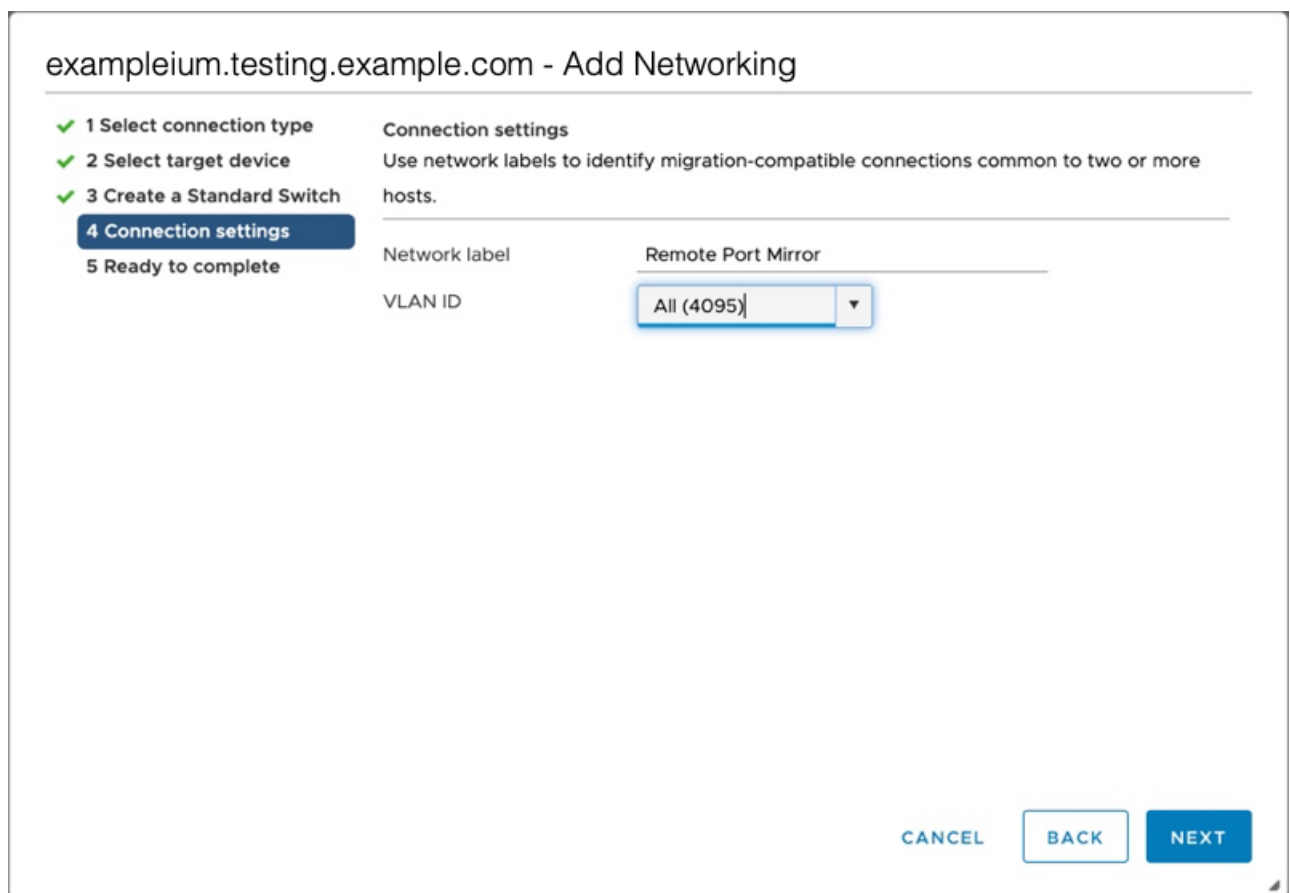 exampleium.testing.example.com - Add Networking
1 Select connection type
2 Select target device
3 Create a Standard Switch
4 Connection settings
5 Ready to complete
Connection settings
Use network labels to identify migration-compatible connections common to two or more
hosts.
Network label
Remote Port Mirror
VLAN ID
All (4095)
CANCEL
BACK
NEXT